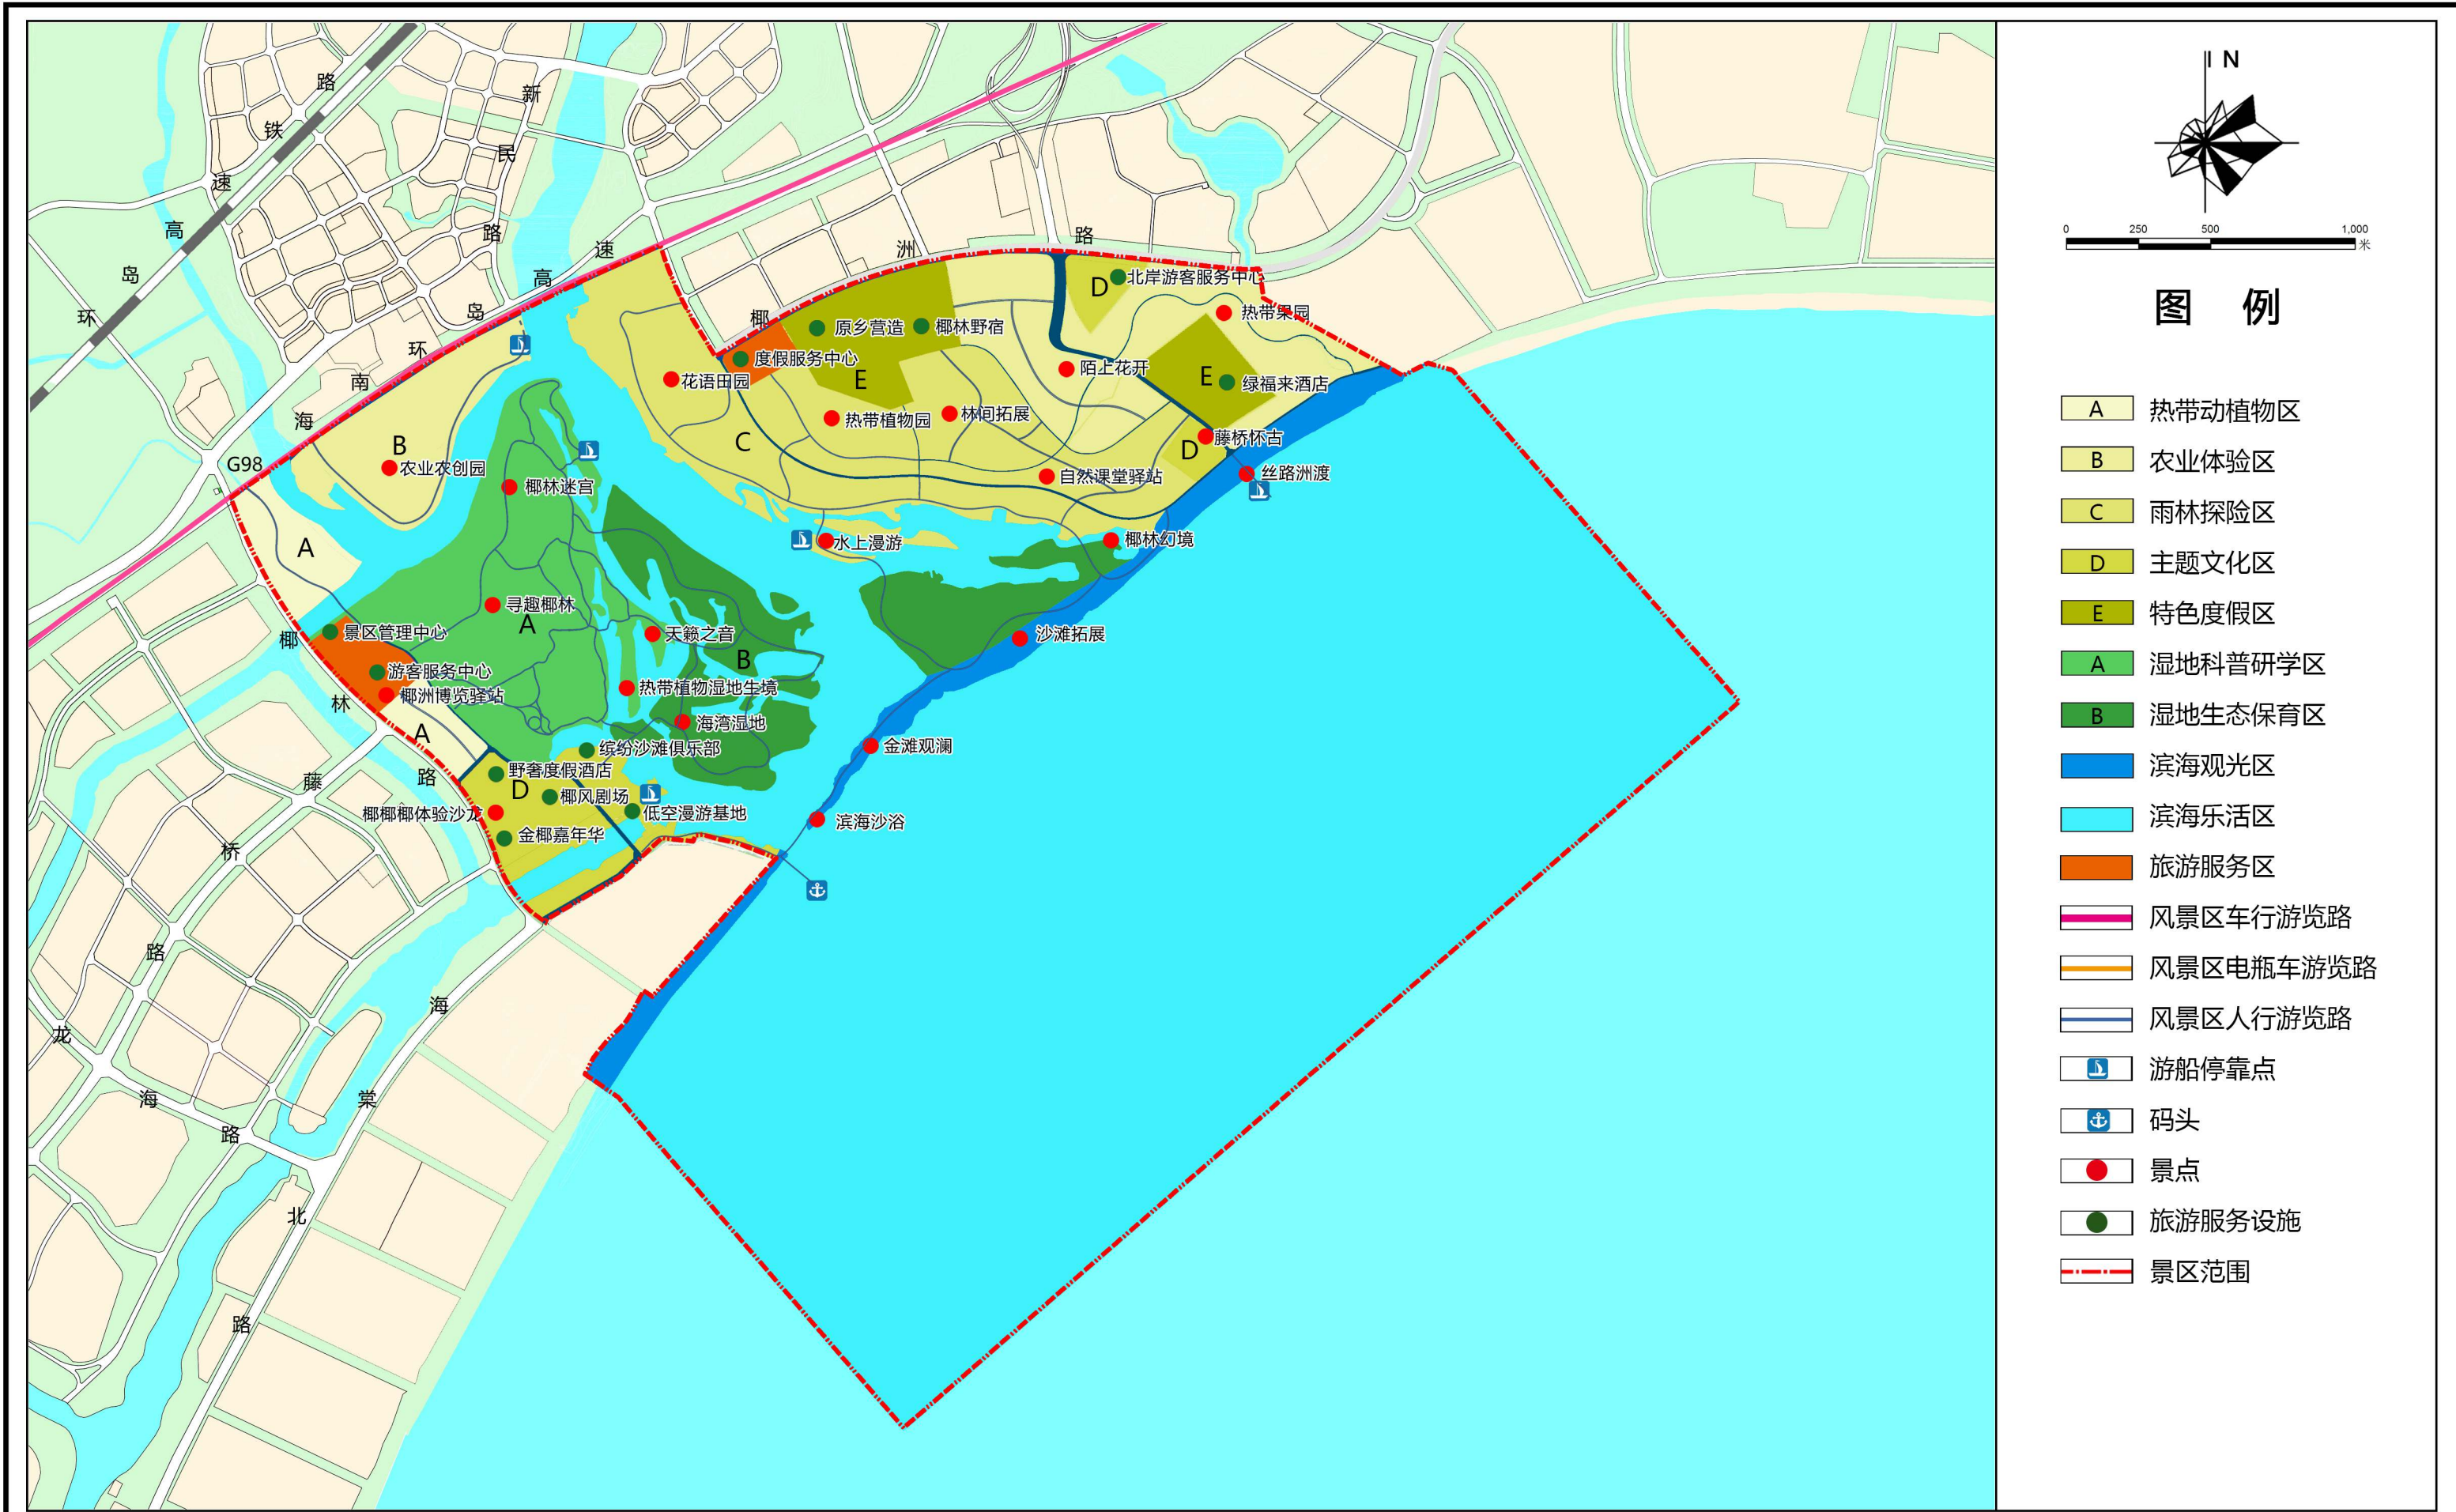 新民路
环岛高速铁路
海南环岛高速
G98
椰洲路
椰林路
藤桥路
龙海路
海棠北路
D
北岸游客服务中心
热带果园
原乡营造
椰林野宿
度假服务中心
E
花语田园
陌上花开
E
绿福来酒店
热带植物园
林间拓展
C
藤桥怀古
D
B
农业农创园
自然课堂驿站
丝路洲渡
椰林迷宫
水上漫游
椰林幻境
A
寻趣椰林
A
景区管理中心
天籁之音
沙滩拓展
B
游客服务中心
热带植物湿地生境
椰洲博览驿站
海湾湿地
A
缤纷沙滩俱乐部
金滩观澜
野奢度假酒店
D
椰风剧场
椰椰椰体验沙龙
低空漫游基地
滨海沙浴
金椰嘉年华
N
0 250 500 1,000
米
图 例
A 热带动植物区
B 农业体验区
C 雨林探险区
D 主题文化区
E 特色度假区
A 湿地科普研学区
B 湿地生态保育区
滨海观光区
滨海乐活区
旅游服务区
风景区车行游览路
风景区电瓶车游览路
风景区人行游览路
游船停靠点
码头
景点
旅游服务设施
景区范围